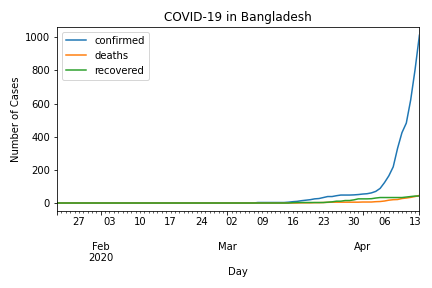 COVID-19 in Bangladesh
confirmed
deaths
recovered
Number of Cases
1000
800
600
400
200
0
27 03 10 17 24 02 09 16 23 30 06 13
Feb Mar Apr
2020
Day